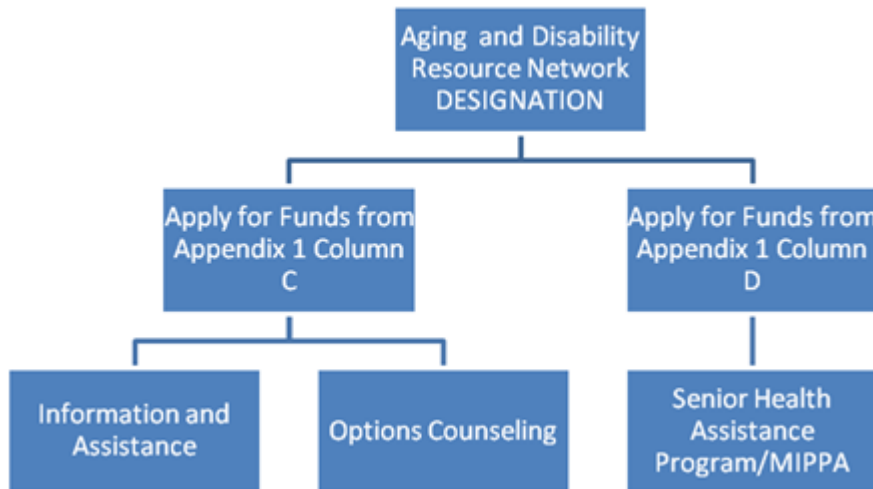 Aging and Disability
Resource Network
DESIGNATION
Apply for Funds from
Appendix 1 Column
C
Apply for Funds from
Appendix 1 Column
D
Information and
Assistance
Options Counseling
Senior Health
Assistance
Program/MIPPA